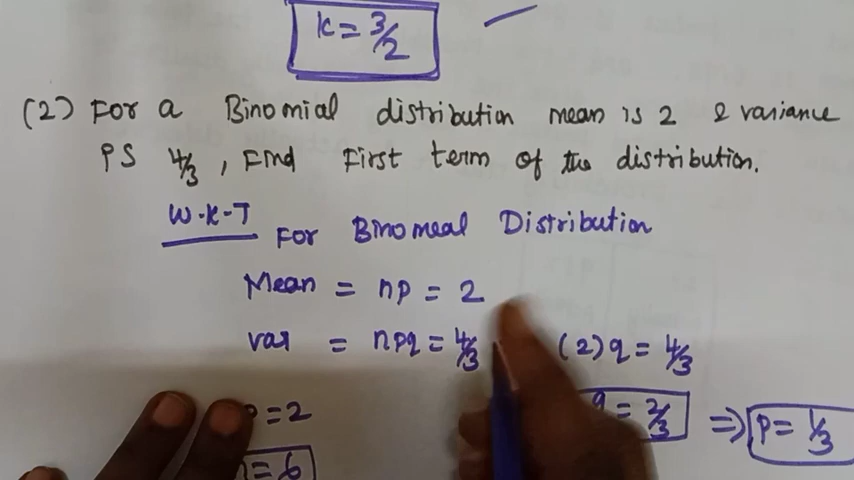 k = 3/2
(2) For a Binomial distribution mean is 2 & variance
PS 4/3, Find First term of the distribution.
W.K.T For Binomeal Distribution
Mean = np = 2
var = npq = 4/3 (2)q = 4/3
= 2 q = 2/3 ⇒ p = 1/3
n = 6